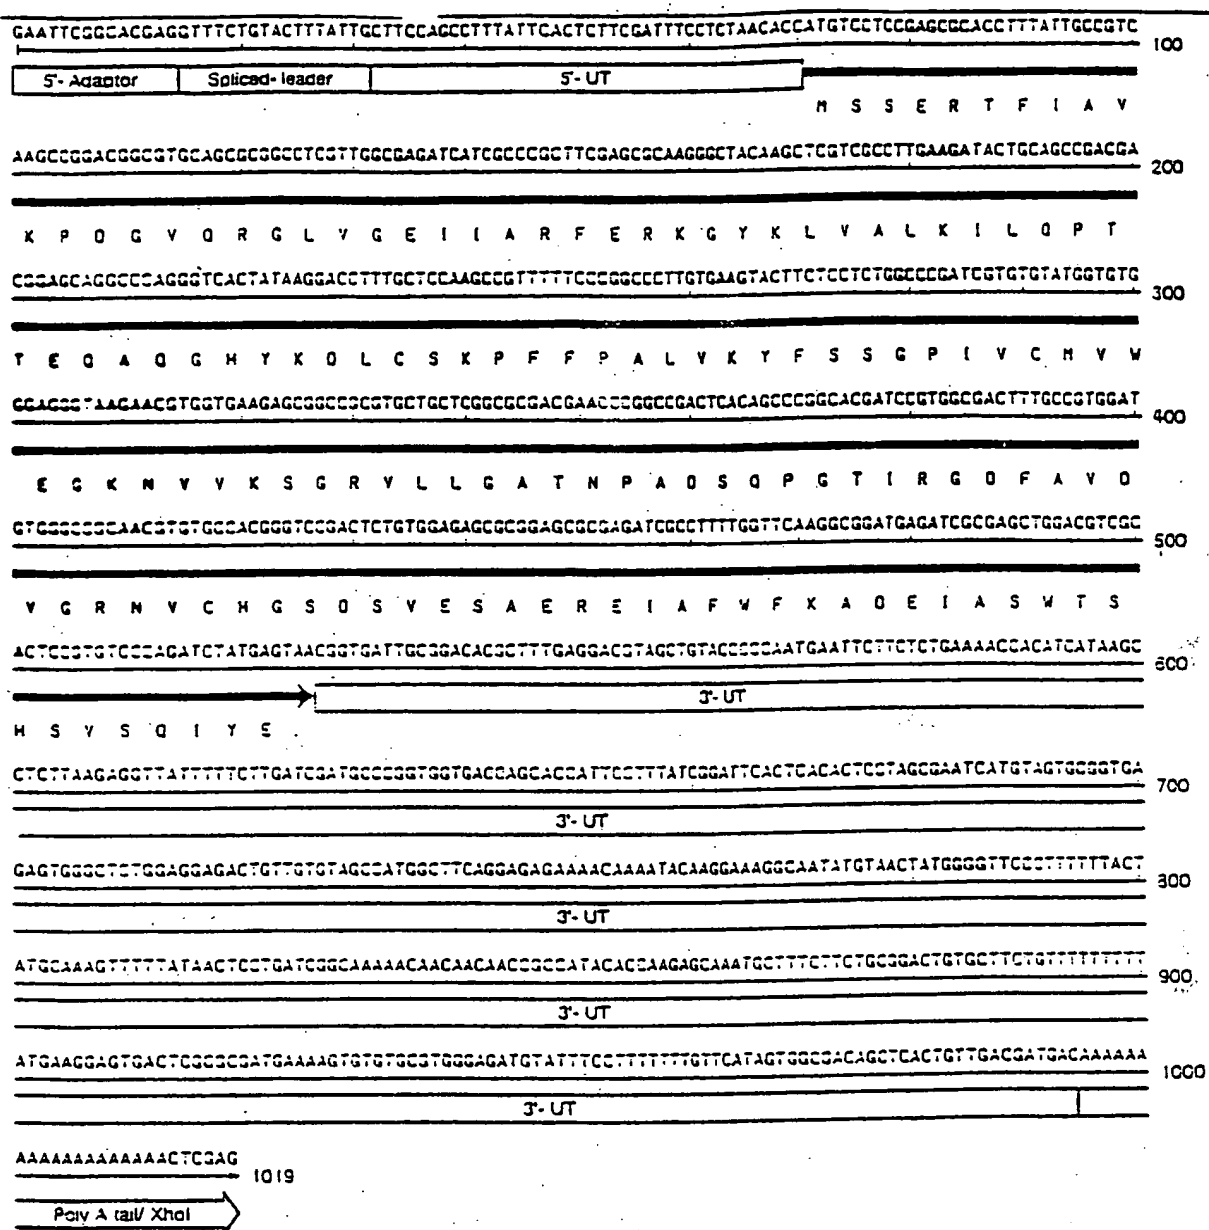 GAATTCGGCACGAGGTTTCTGTACTTTATTGCTTCCAGCCTTTATTCACTCTTCGATTTCCTCTAACACCATGTCCTCCGAGCGCACCTTTATTGCCGTC 100
5'- Adaptor Spliced- leader 5'- UT
M S S E R T F I A V
AAGCCGGACGGCGTGCAGCGCGGCCTCGTTGGCGAGATCATCGCCCGCTTCGAGCGCAAGGGCTACAAGCTCGTCGCCTTGAAGATACTGCAGCCGACGA 200
K P D G V Q R G L V G E I I A R F E R K G Y K L V A L K I L Q P T
CGGAGCAGGCCCAGGGTCACTATAAGGACCTTTGCTCCAAGCCGTTTTTCCCGGCCCTTGTGAAGTACTTCTCCTCTGGCCCGATCGTGTGTATGGTGTG 300
T E Q A Q G H Y K D L C S K P F F P A L V K Y F S S G P I V C M V W
GGAGGGTAAGAACGTGGTGAAGAGCGGCCGCGTGCTGCTCGGCGCGACGAACCCGGCCGACTCACAGCCCGGCACGATCCGTGGCGACTTTGCCGTGGAT 400
E G K N V V K S G R V L L G A T N P A D S Q P G T I R G D F A V D
GTGGGCCGCAACGTGTGCCACGGGTCCGACTCTGTGGAGAGCGCGGAGCGCGAGATCGCCTTTTGGTTCAAGGCGGATGAGATCGCGAGCTGGACGTCGC 500
V G R N V C H G S D S V E S A E R E I A F W F K A D E I A S W T S
ACTCCGTGTCCCAGATCTATGAGTAACGGTGATTGCGGACACGCTTTGAGGACGTAGCTGTACCCCCAATGAATTCTTCTCTGAAAACCACATCATAAGC 600
3'- UT
H S V S Q I Y E .
CTCTTAAGAGGTTATTTTTCTTGATCGATGCCCGGTGGTGACCAGCACCATTCCTTTATCGGATTCACTCACACTCCTAGCGAATCATGTAGTGCGGTGA 700
3'- UT
GAGTGGGCTCTGGAGGAGACTGTTGTGTAGCCATGGCTTCAGGAGAGAAAACAAAATACAAGGAAAGGCAATATGTAACTATGGGGTTCCCTTTTTTACT 800
3'- UT
ATGCAAAGTTTTTATAACTCCTGATCGGCAAAAACAACAACAACCGCCATACACCAAGAGCAAATGCTTTCTTCTGCGGACTGTGCTTCTGTTTTTTTTT 900
3'- UT
ATGAAGGAGTGACTCGCGCGATGAAAAGTGTGTGCGTGGGAGATGTATTTCCTTTTTTTGTTCATAGTGGCGACAGCTCACTGTTGACGATGACAAAAAA 1000
3'- UT
AAAAAAAAAAAAAACTCGAG 1019
Poly A tail/ XhoI